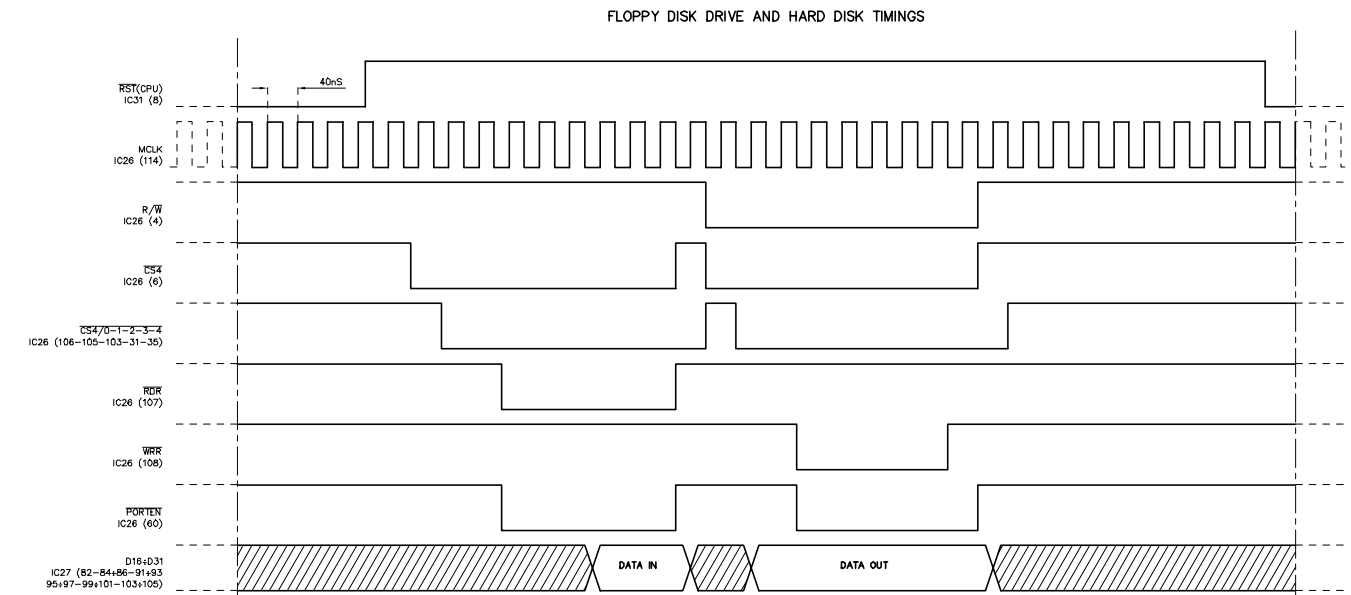 FLOPPY DISK DRIVE AND HARD DISK TIMINGS
40nS
RST(CPU)
IC31 (8)
MCLK
IC26 (114)
R/W
IC26 (4)
CS4
IC26 (6)
CS4/0-1-2-3-4
IC26 (106-105-103-31-35)
RDR
IC26 (107)
WRR
IC26 (108)
PORTEN
IC26 (60)
D16÷D31
IC27 (82-84÷86-91÷93
95÷97-99÷101-103÷105)
DATA IN
DATA OUT